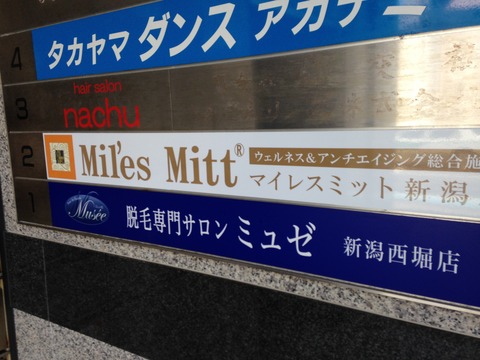 4 タカヤマ ダンス アカデミー
3 hair salon
nachu
2 Mil'es Mitt®
ウェルネス&アンチエイジング総合施
マイレスミット新潟
1 Musée 脱毛専門サロン ミュゼ 新潟西堀店